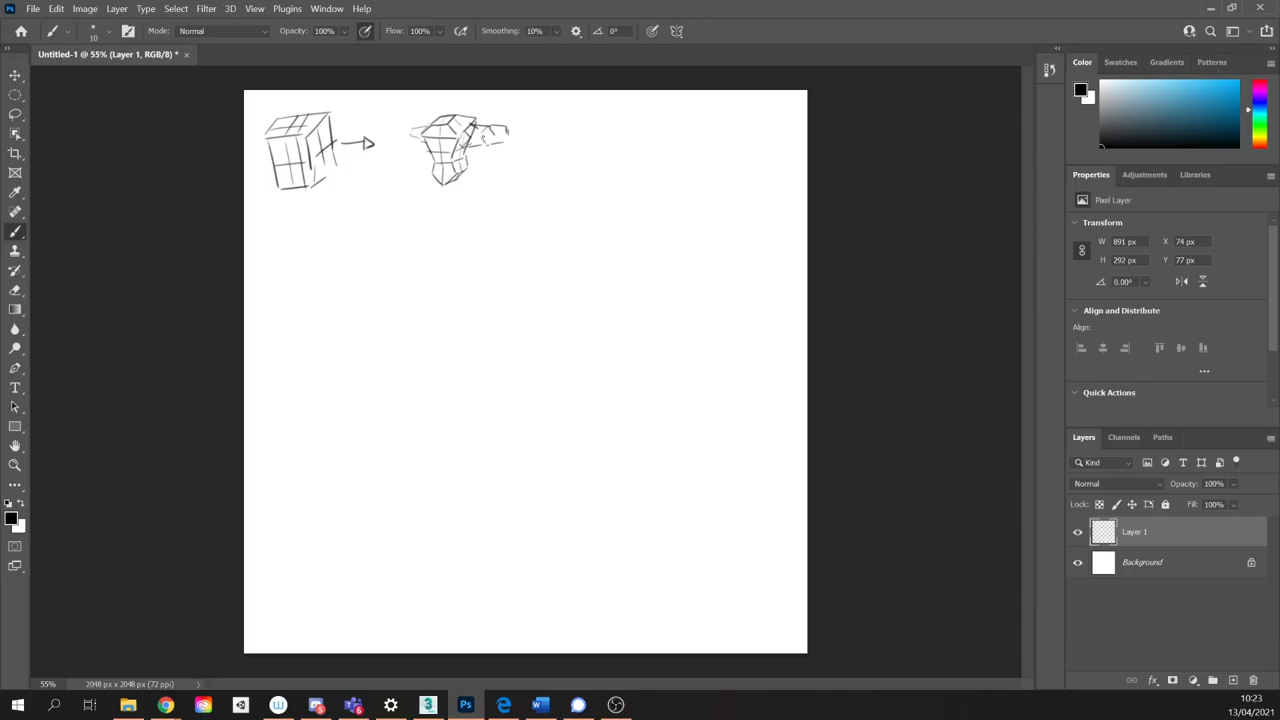 Ps File Edit Image Layer Type Select Filter 3D View Plugins Window Help
10 Mode: Normal Opacity: 100% Flow: 100% Smoothing: 10% 0°
Untitled-1 @ 55% (Layer 1, RGB/8) * ×
Color Swatches Gradients Patterns
Properties Adjustments Libraries
Pixel Layer
Transform
W 891 px X 74 px
H 292 px Y 77 px
0.00°
Align and Distribute
Align:
Quick Actions
Layers Channels Paths
Kind
Normal Opacity: 100%
Lock: Fill: 100%
Layer 1
Background
55% 2048 px x 2048 px (72 ppi)
10:23
13/04/2021